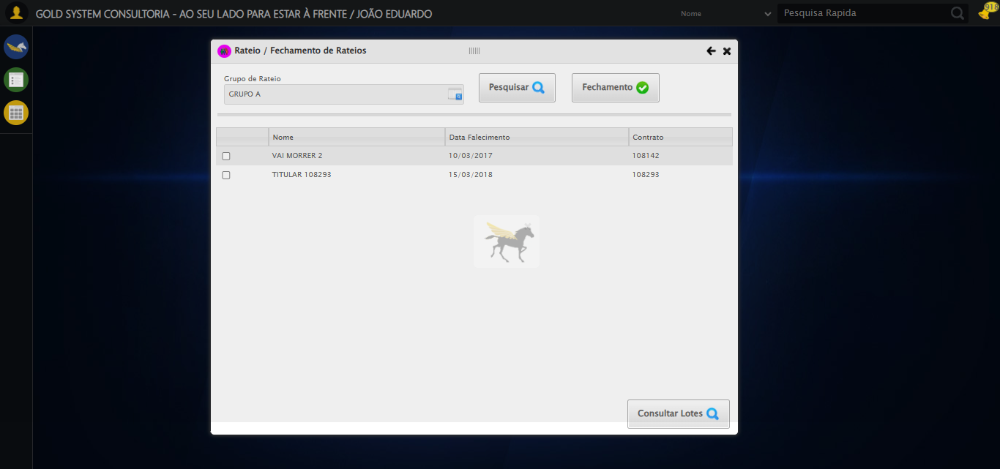 GOLD SYSTEM CONSULTORIA - AO SEU LADO PARA ESTAR À FRENTE / JOÃO EDUARDO
Nome
Pesquisa Rapida
918
Rateio / Fechamento de Rateios
Grupo de Rateio
GRUPO A
Pesquisar
Fechamento
Nome Data Falecimento Contrato
VAI MORRER 2 10/03/2017 108142
TITULAR 108293 15/03/2018 108293
Consultar Lotes